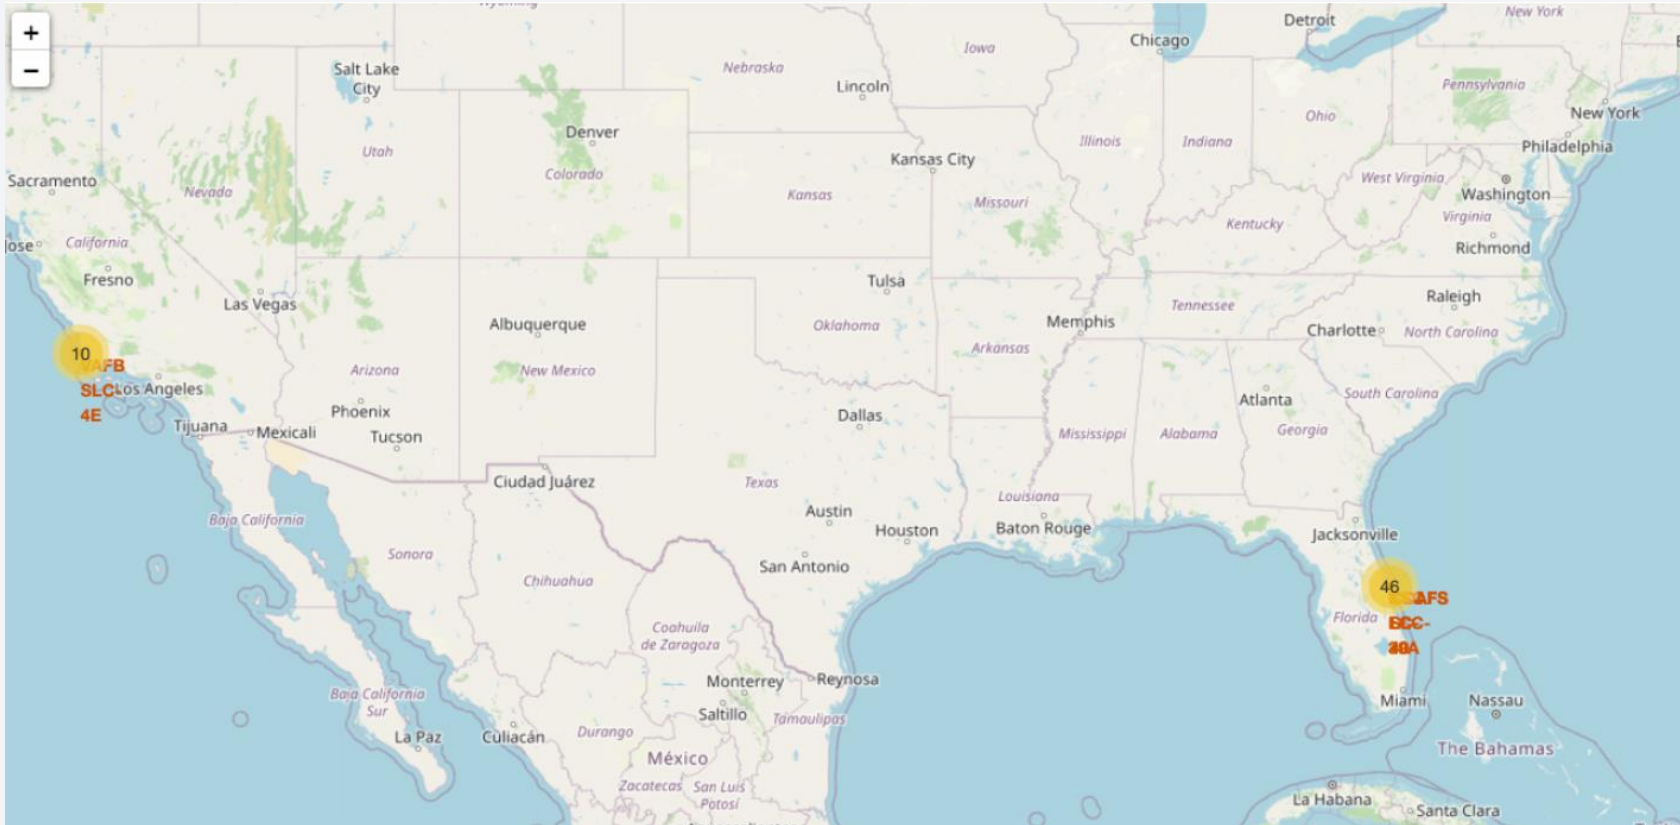 +
−
Wyoming
Detroit
New York
Chicago
Iowa
Salt Lake
City
Nebraska
Lincoln
Pennsylvania
New York
Denver
Ohio
Illinois
Indiana
Philadelphia
Utah
Kansas City
Sacramento
Colorado
West Virginia
Washington
Nevada
Kansas
Missouri
Virginia
Kentucky
California
Richmond
Jose
Fresno
Tulsa
Las Vegas
Raleigh
Tennessee
Albuquerque
Oklahoma
Memphis
Charlotte
North Carolina
10
Arkansas
VAFB
SLC-
4E
Arizona
New Mexico
Los Angeles
South Carolina
Atlanta
Phoenix
Dallas
Tijuana
Mexicali
Tucson
Mississippi
Alabama
Georgia
Ciudad Juárez
Texas
Louisiana
Austin
Baja California
Houston
Baton Rouge
Jacksonville
Sonora
San Antonio
Chihuahua
46
Florida
Coahuila
de Zaragoza
Monterrey
Reynosa
Baja California
Sur
Miami
Nassau
Saltillo
Tamaulipas
La Paz
Culiacán
Durango
México
The Bahamas
Zacatecas
San Luis
Potosí
La Habana
Santa Clara